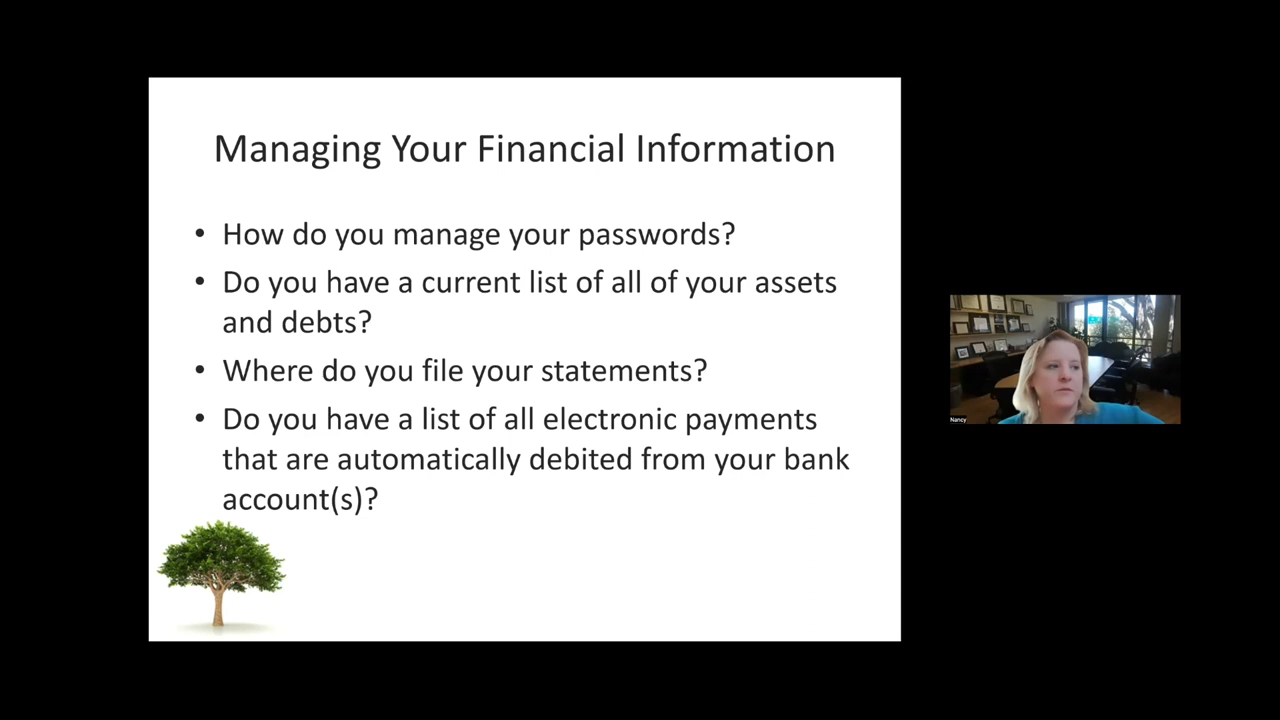 Managing Your Financial Information
• How do you manage your passwords?
• Do you have a current list of all of your assets
and debts?
• Where do you file your statements?
• Do you have a list of all electronic payments
that are automatically debited from your bank
account(s)?
Nancy